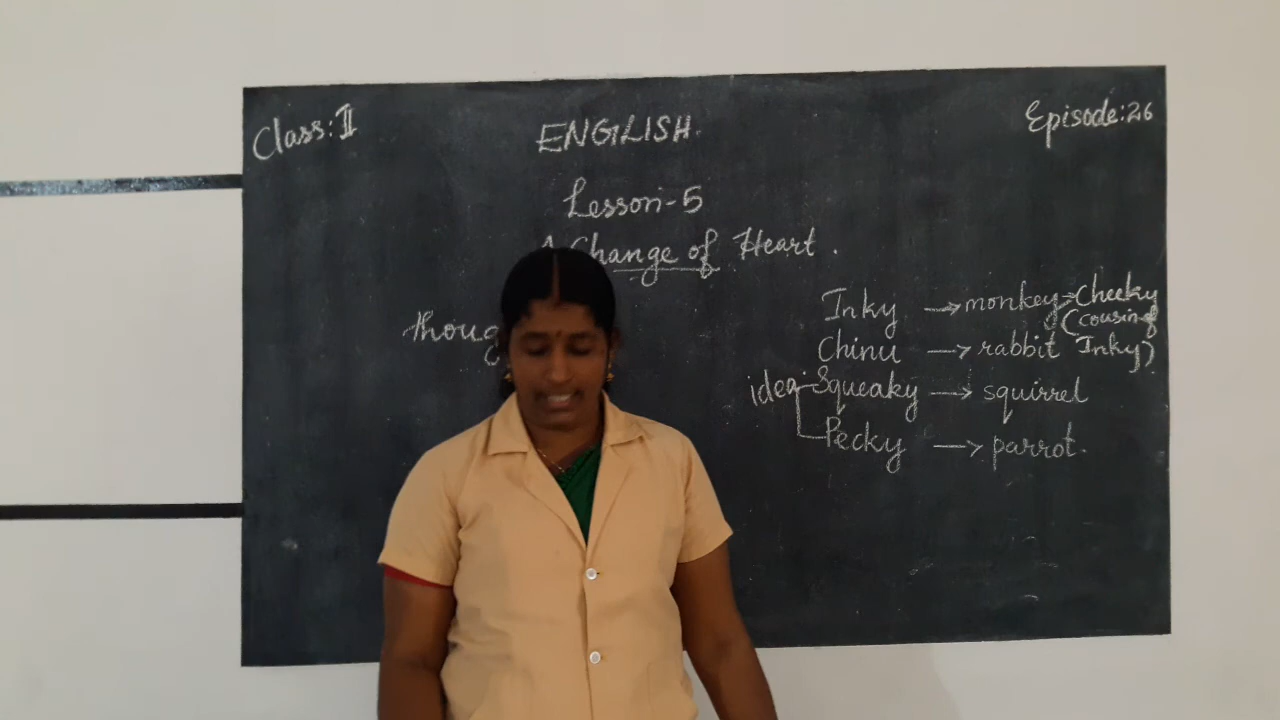 Class: II
ENGLISH
Episode: 26
Lesson-5
A Change of Heart.
Inky → monkey → Cheeky
(cousin of
Inky)
Chinu → rabbit
idea - Squeaky → squirrel
Pecky → parrot.